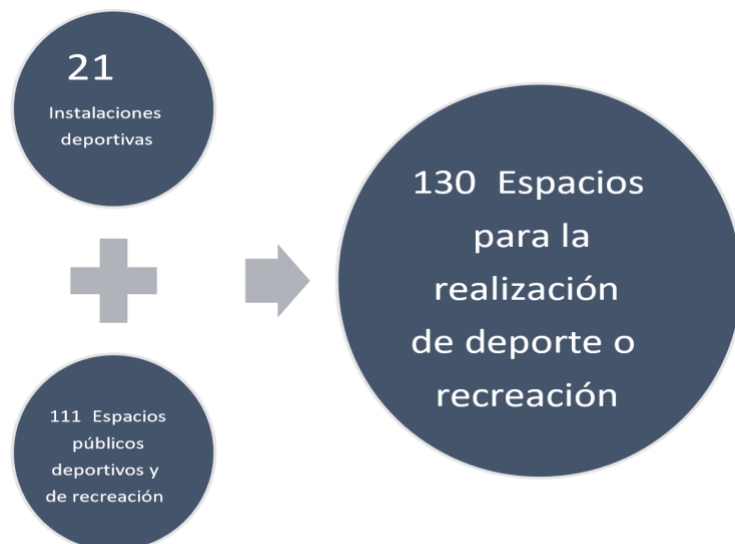 21
Instalaciones
deportivas
111 Espacios
públicos
deportivos y
de recreación
130 Espacios
para la
realización
de deporte o
recreación